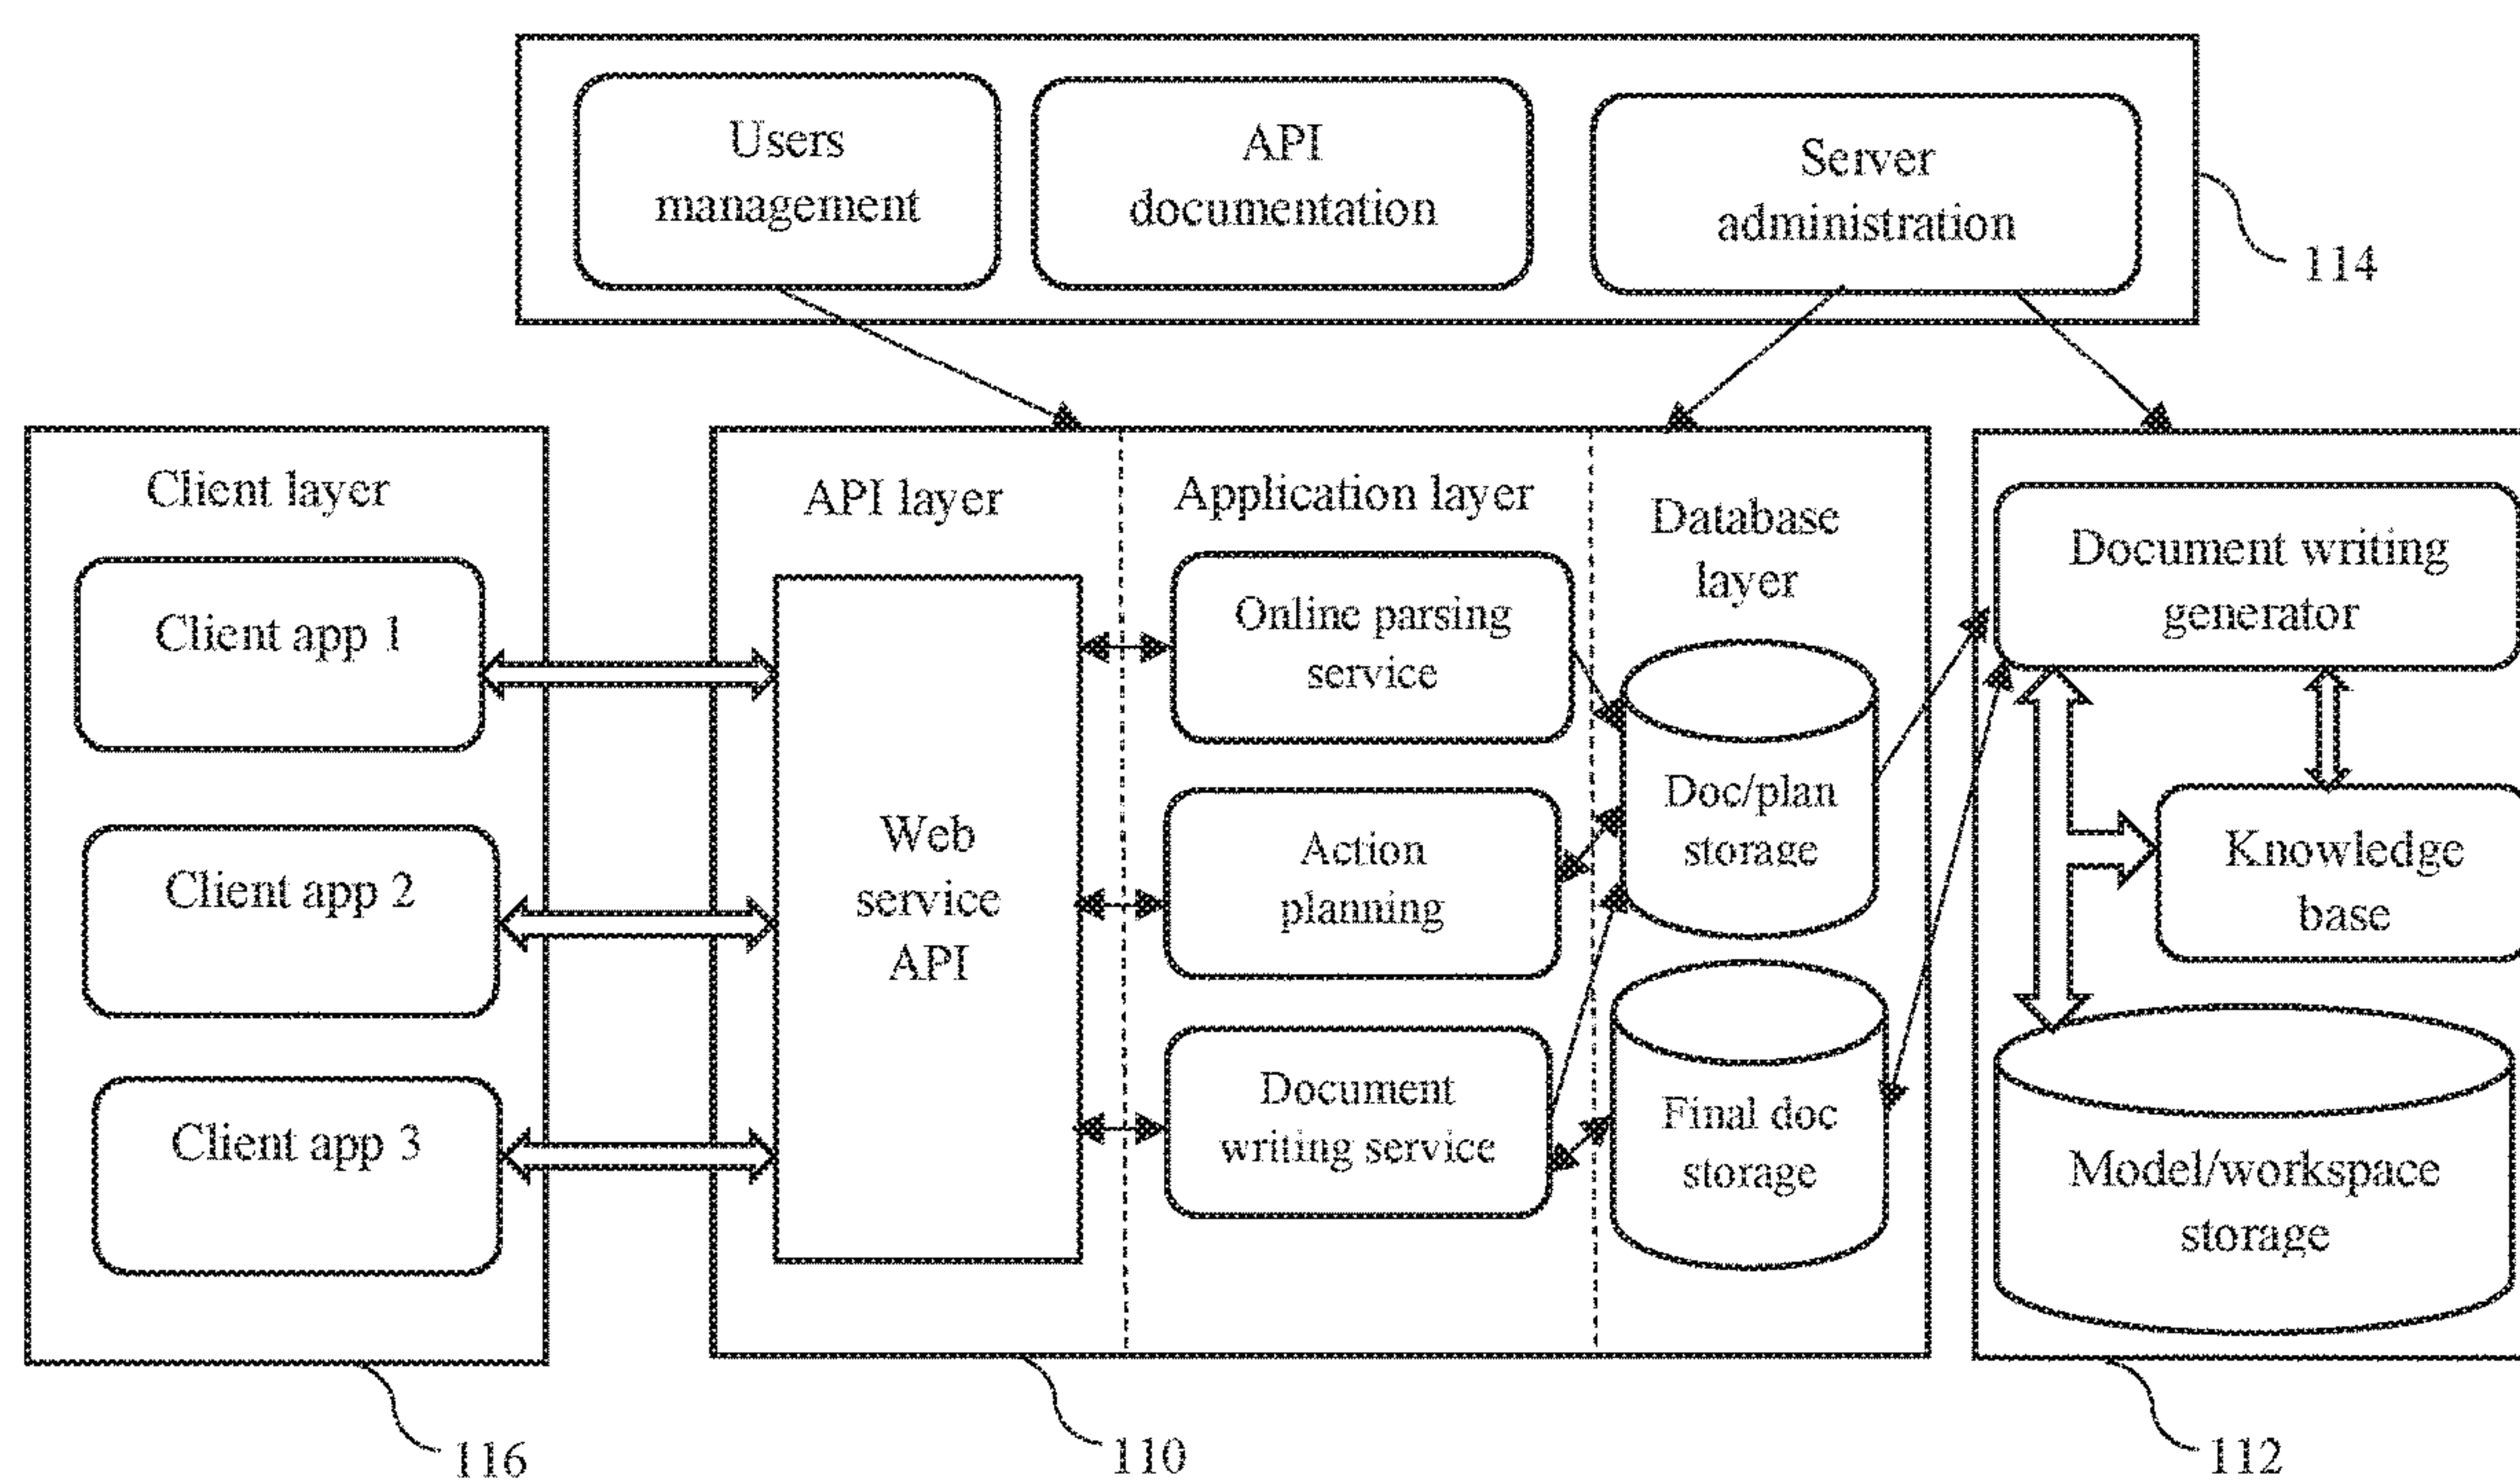 Users
management
API
documentation
Server
administration
114
Client layer
Client app 1
Client app 2
Client app 3
116
API layer
Web
service
API
Application layer
Online parsing
service
Action
planning
Document
writing service
Database
layer
Doc/plan
storage
Final doc
storage
110
Document writing
generator
Knowledge
base
Model/workspace
storage
112